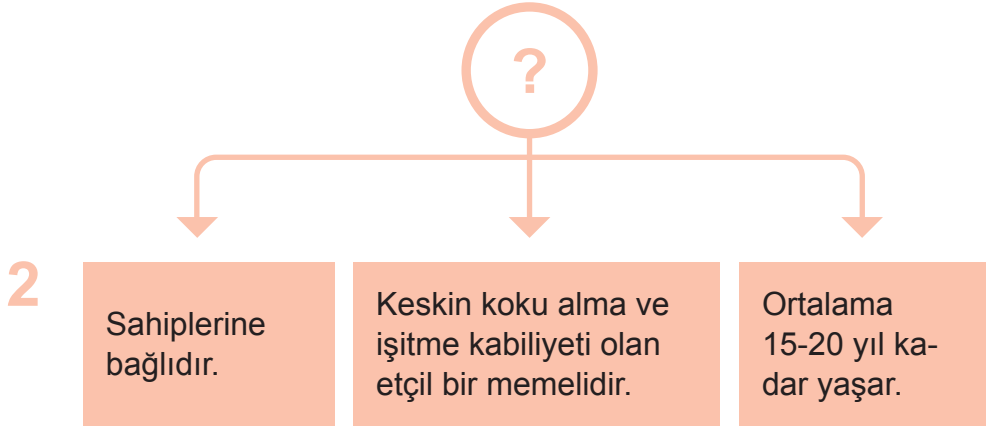 ?
2
Sahiplerine
bağlıdır.
Keskin koku alma ve
işitme kabiliyeti olan
etçil bir memelidir.
Ortalama
15-20 yıl ka-
dar yaşar.